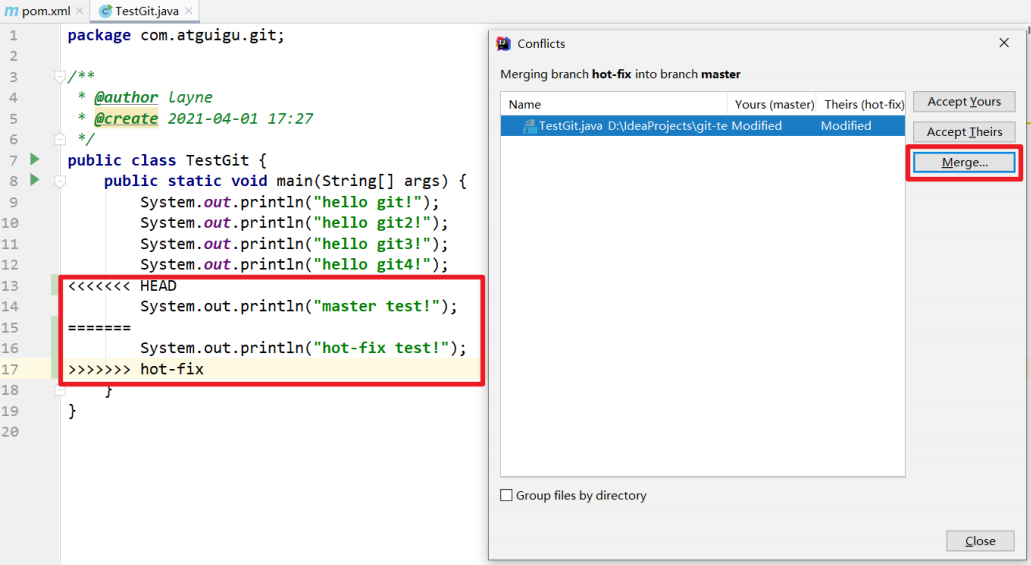 pom.xml
TestGit.java
1 package com.atguigu.git;
2
3 /**
4 * @author layne
5 * @create 2021-04-01 17:27
6 */
7 public class TestGit {
8 public static void main(String[] args) {
9 System.out.println("hello git!");
10 System.out.println("hello git2!");
11 System.out.println("hello git3!");
12 System.out.println("hello git4!");
13 <<<<<<< HEAD
14 System.out.println("master test!");
15 =======
16 System.out.println("hot-fix test!");
17 >>>>>>> hot-fix
18 }
19 }
20
Conflicts
Merging branch hot-fix into branch master
Name Yours (master) Theirs (hot-fix)
TestGit.java D:\IdeaProjects\git-te Modified Modified
Accept Yours
Accept Theirs
Merge...
Group files by directory
Close